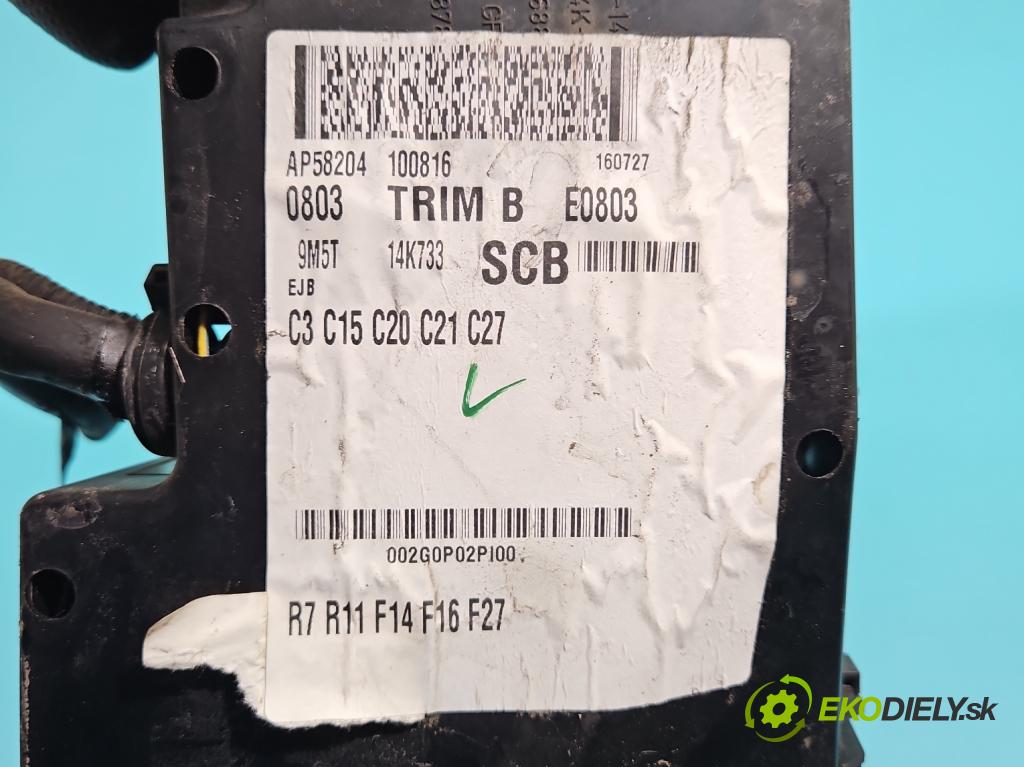 AP58204 100816 160727
0803 TRIM B E0803
9M5T 14K733 SCB
EJB
C3 C15 C20 C21 C27
002G0P02PI00
R7 R11 F14 F16 F27
EKODIELY.sk